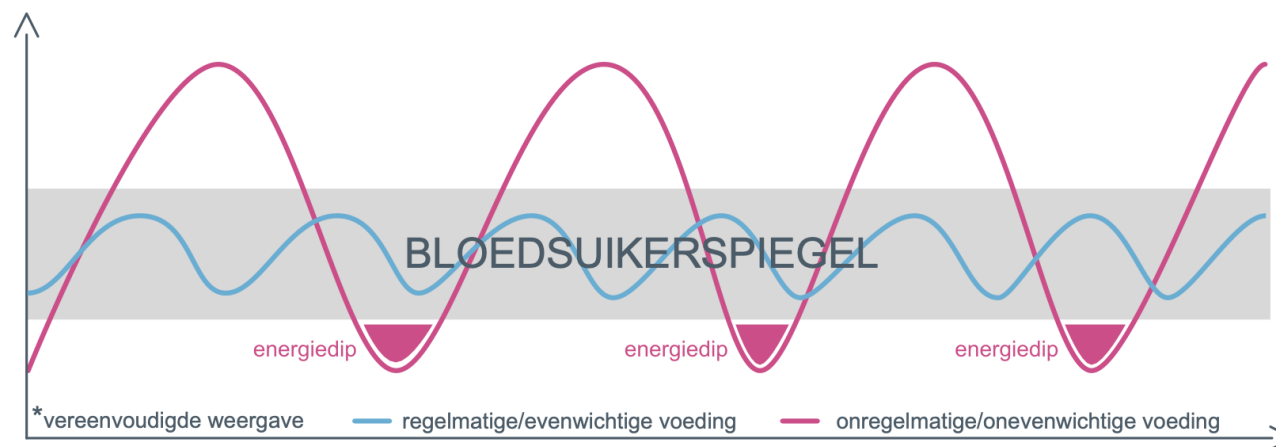 BLOEDSUIKERSPIEGEL
energiedip energiedip energiedip
*vereenvoudigde weergave regelmatige/evenwichtige voeding onregelmatige/onevenwichtige voeding